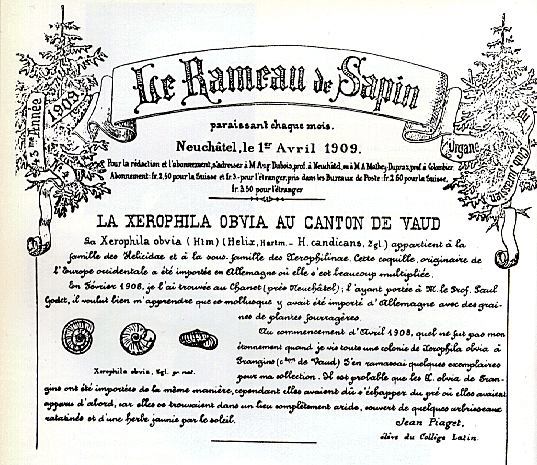 Le Rameau de Sapin
43me Année
1909
Nº 4
Organe
du
Club Jurassien
paraissant chaque mois.
Neuchâtel, le 1er Avril 1909.
Pour la rédaction et l'abonnement, s'adresser à M. Aug. Dubois, prof. à Neuchâtel, ou à M. A. Mathey-Dupraz, prof. à Colombier.
Abonnement: fr. 2,50 pour la Suisse et fr. 3.- pour l'étranger, pris dans les Bureaux de Poste: fr. 2.60 pour la Suisse,
fr. 3.50 pour l'étranger
LA XEROPHILA OBVIA AU CANTON DE VAUD
La Xerophila obvia (Htm) (Helix, Hartm. - H. candicans, Zgl.) appartient à la
famille des Helicidae et à la sous-famille des Xerophilinae. Cette coquille, originaire de
l'Europe orientale a été importée en Allemagne où elle s'est beaucoup multipliée.
En Février 1908, je l'ai trouvée au Chanet (près Neuchâtel); l'ayant portée à M. le Prof. Paul
Godet, il voulut bien m'apprendre que ce mollusque y avait été importé d'Allemagne avec des grai-
nes de plantes fourragères.
Au commencement d'Avril 1908, quel ne fut pas mon
étonnement quand je vis toute une colonie de Xerophila obvia à
Prangins (cton de Vaud). J'en ramassai quelques exemplaires
Xerophila obvia, Zgl. gr. nat.
pour ma collection. Il est probable que les X. obvia de Pran-
gins ont été importées de la même manière, cependant elles avaient dû s'échapper du pré où elles avaient
apparu d'abord, car elles se trouvaient dans un lieu complètement aride, couvert de quelques arbrisseaux
ratatinés et d'une herbe jaunie par le soleil.
Jean Piaget,
élève du Collège Latin.